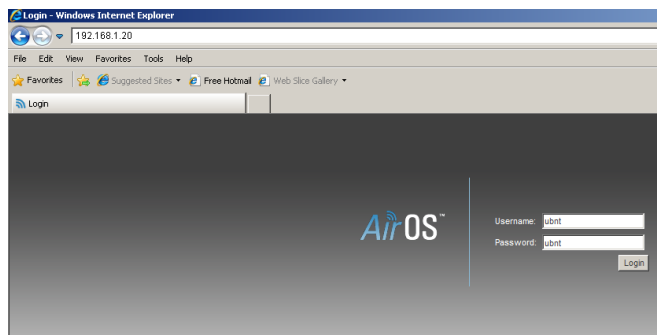 Login - Windows Internet Explorer
192.168.1.20
File Edit View Favorites Tools Help
Favorites Suggested Sites Free Hotmail Web Slice Gallery
Login
AirOS™
Username: ubnt
Password: ubnt
Login